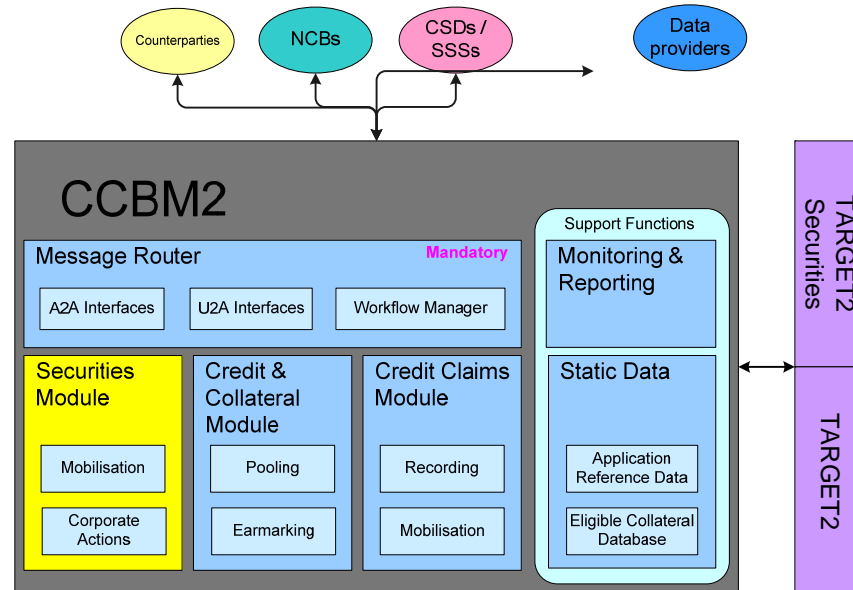 Counterparties
NCBs
CSDs /
SSSs
Data
providers
CCBM2
Support Functions
Message Router
Mandatory
A2A Interfaces
U2A Interfaces
Workflow Manager
Monitoring &
Reporting
Securities
Module
Mobilisation
Corporate
Actions
Credit &
Collateral
Module
Pooling
Earmarking
Credit Claims
Module
Recording
Mobilisation
Static Data
Application
Reference Data
Eligible Collateral
Database
TARGET2
Securities
TARGET2